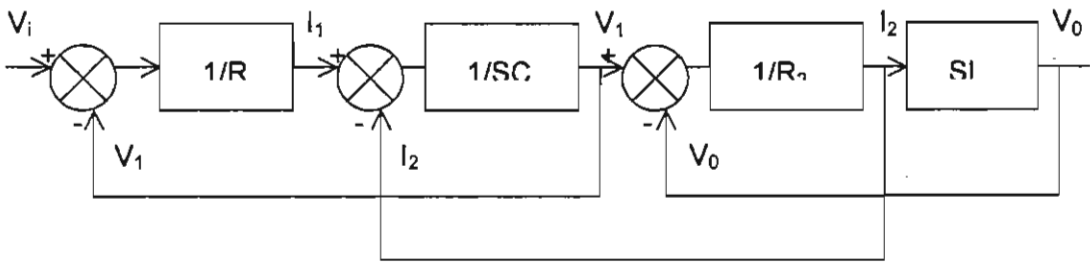 Vᵢ + I₁ + V₁ + I₂ V₀
1/R 1/SC 1/R₂ SL
- - -
V₁ I₂ V₀